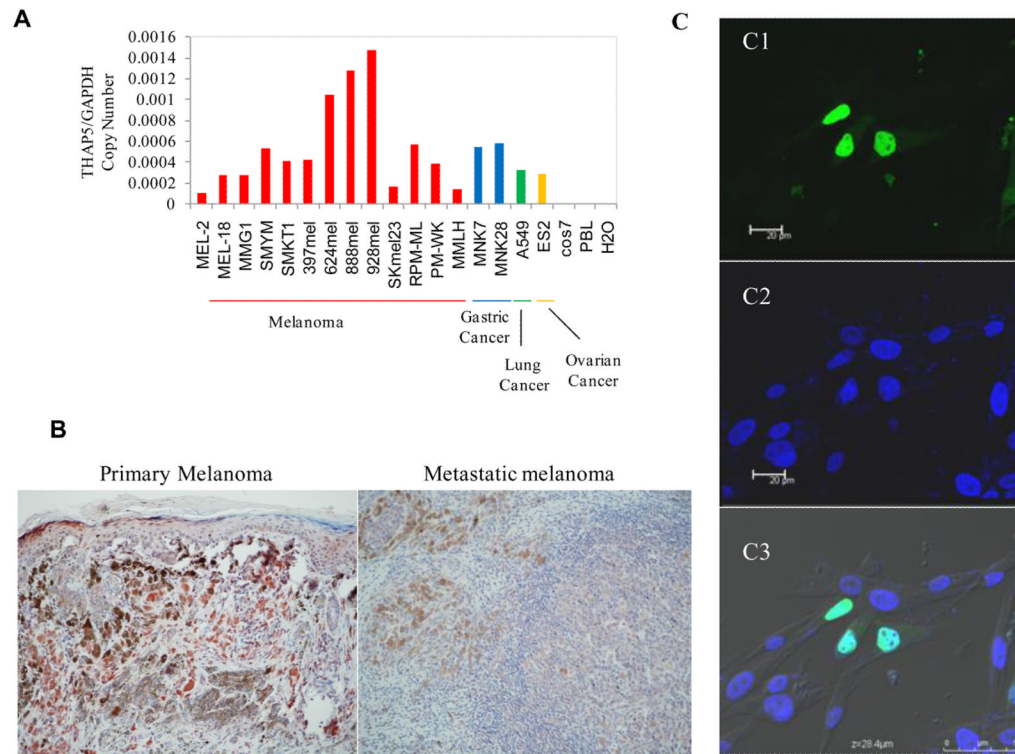 A
THAP5/GAPDH
Copy Number
0.0016
0.0014
0.0012
0.001
0.0008
0.0006
0.0004
0.0002
0
MEL-2
MEL-18
MMG1
SMYM
SMKT1
397mel
624mel
888mel
928mel
SKmel23
RPM-ML
PM-WK
MMLH
MNK7
MNK28
A549
ES2
cos7
PBL
H2O
Melanoma
Gastric
Cancer
Lung
Cancer
Ovarian
Cancer
B
Primary Melanoma
Metastatic melanoma
C
C1
20 µm
C2
20 µm
C3
z=28.4µm